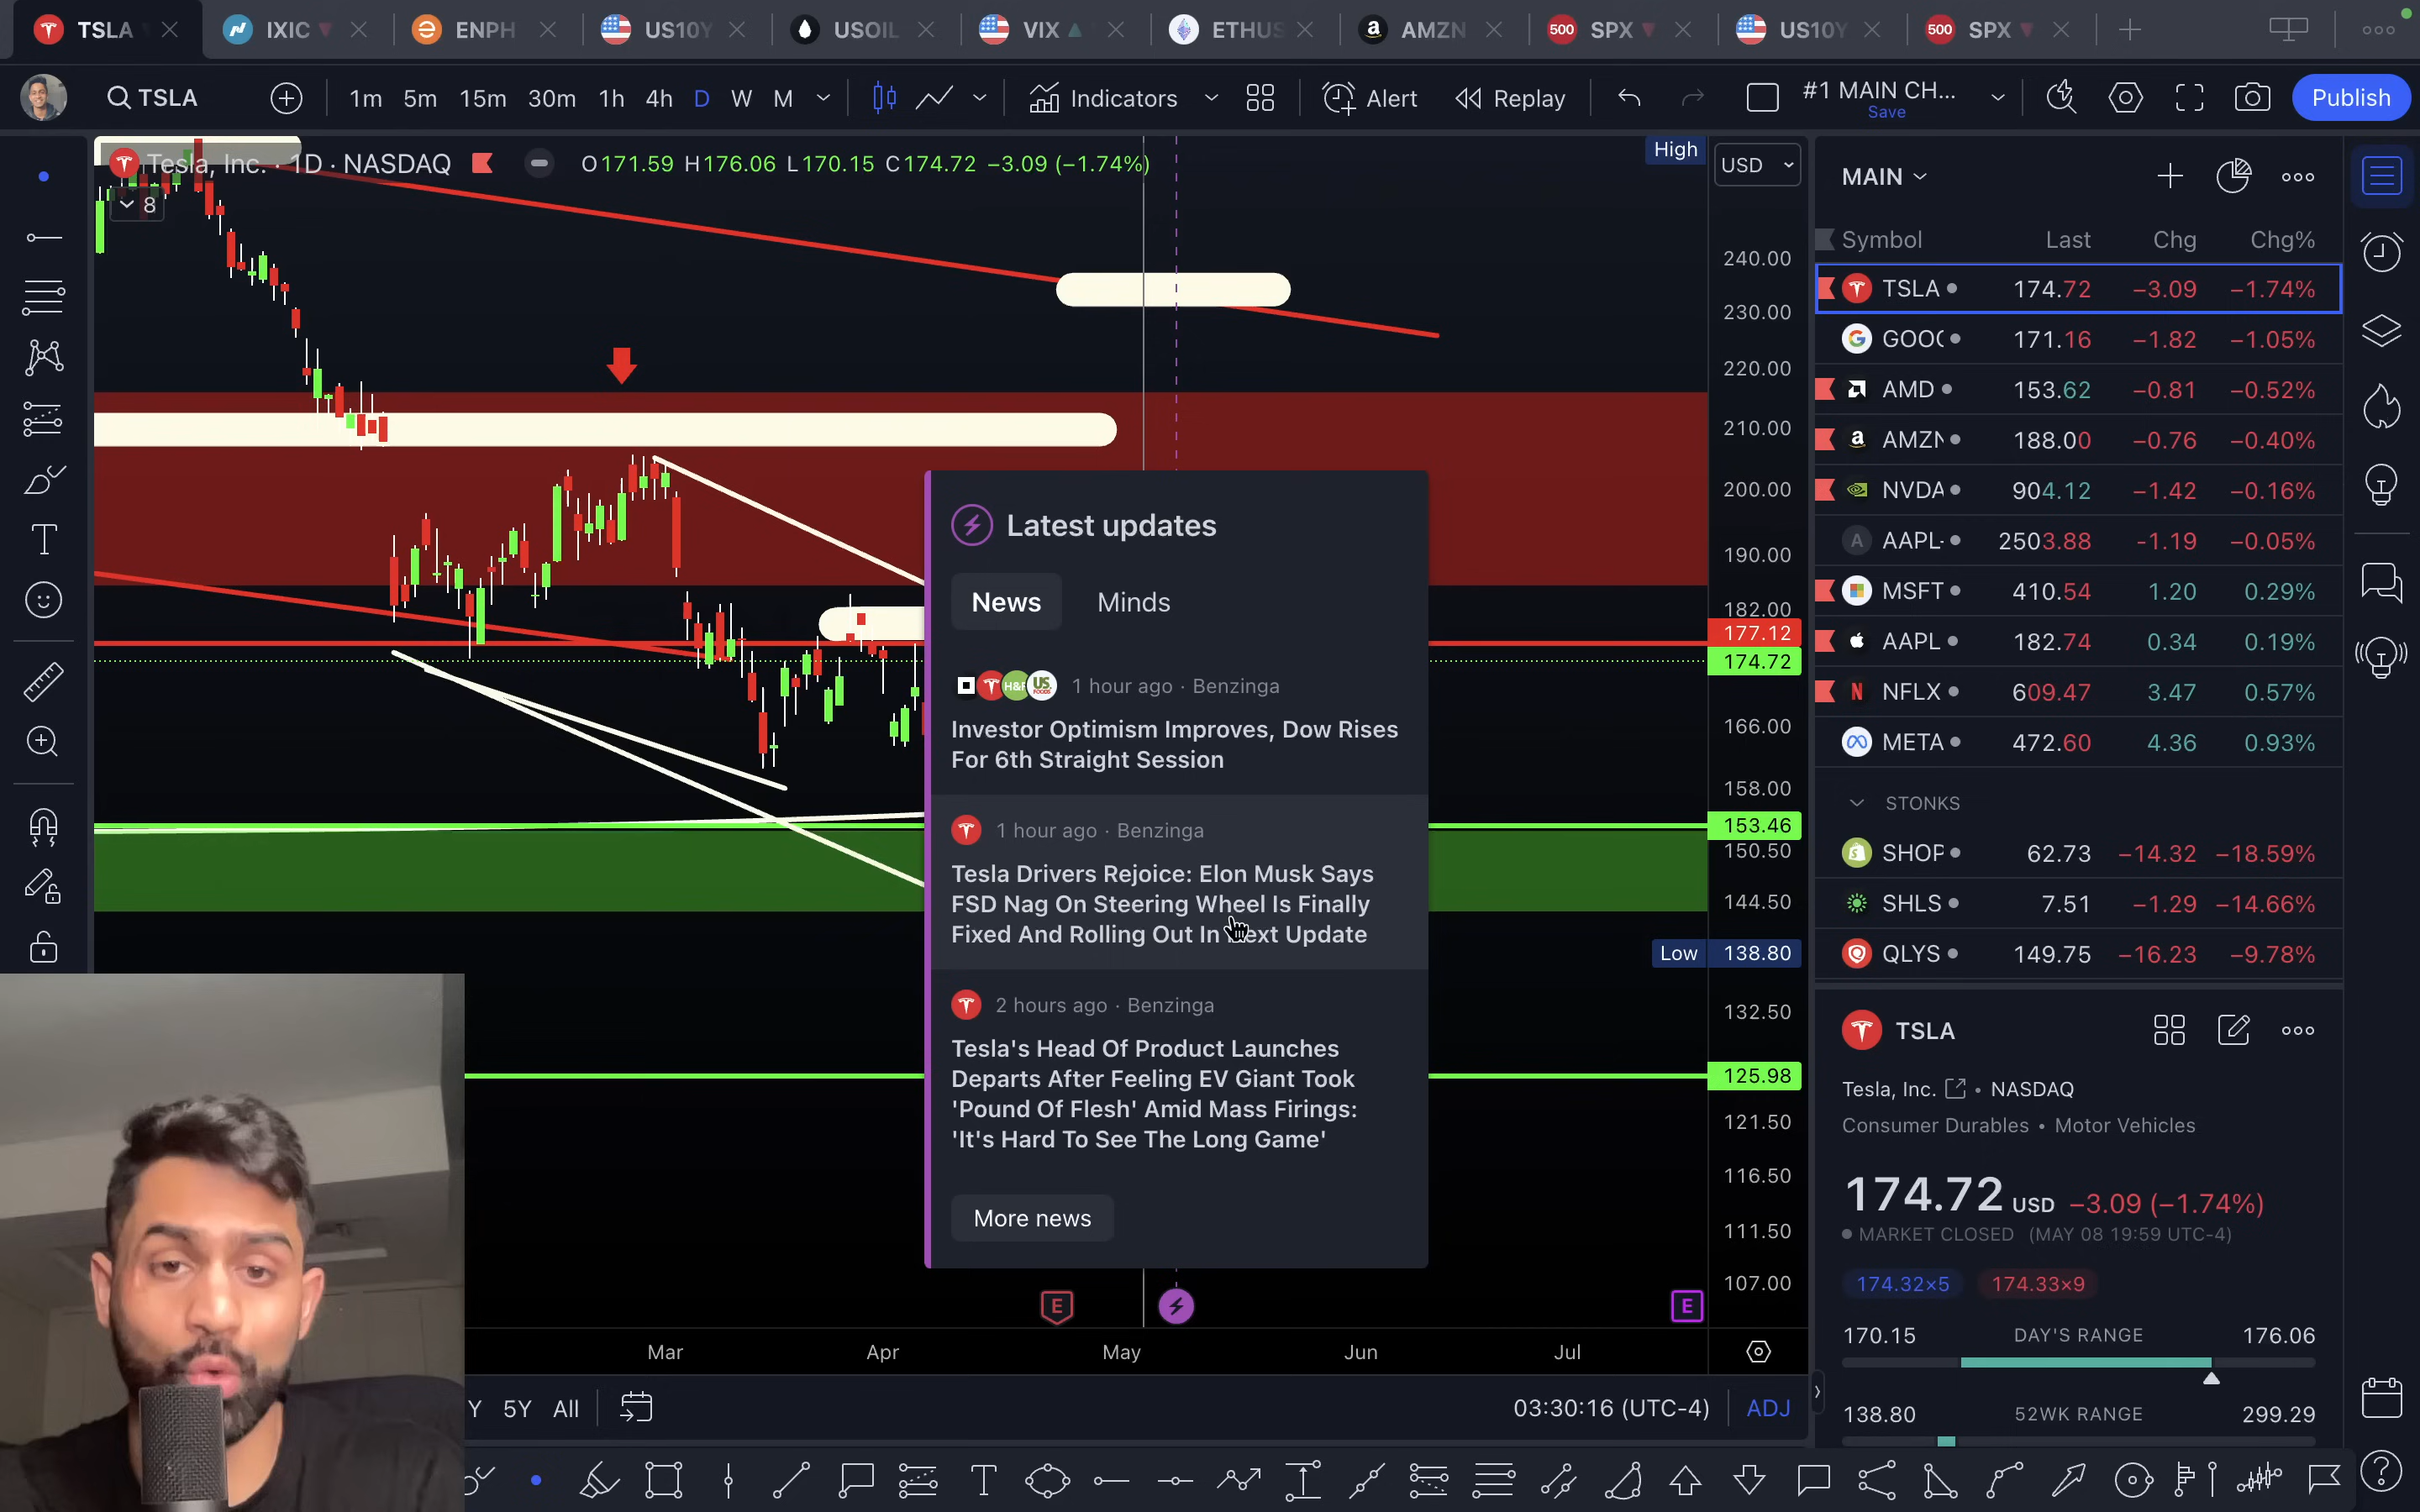 TSLA
IXIC
ENPH
US10Y
USOIL
VIX
ETHUS
AMZN
500 SPX
US10Y
500 SPX
TSLA
1m 5m 15m 30m 1h 4h D W M
Indicators
Alert
Replay
#1 MAIN CH...
Save
Publish
Tesla, Inc. · 1D · NASDAQ
O171.59 H176.06 L170.15 C174.72 −3.09 (−1.74%)
8
High
USD
240.00
230.00
220.00
210.00
200.00
190.00
182.00
177.12
174.72
166.00
158.00
153.46
150.50
144.50
Low 138.80
132.50
125.98
121.50
116.50
111.50
107.00
Latest updates
News Minds
H&R US FOODS
1 hour ago · Benzinga
Investor Optimism Improves, Dow Rises
For 6th Straight Session
1 hour ago · Benzinga
Tesla Drivers Rejoice: Elon Musk Says
FSD Nag On Steering Wheel Is Finally
Fixed And Rolling Out In Next Update
2 hours ago · Benzinga
Tesla's Head Of Product Launches
Departs After Feeling EV Giant Took
'Pound Of Flesh' Amid Mass Firings:
'It's Hard To See The Long Game'
More news
E
E
Mar Apr May Jun Jul
Y 5Y All
03:30:16 (UTC-4) ADJ
MAIN
Symbol Last Chg Chg%
TSLA 174.72 −3.09 −1.74%
GOOG 171.16 −1.82 −1.05%
AMD 153.62 −0.81 −0.52%
AMZN 188.00 −0.76 −0.40%
NVDA 904.12 −1.42 −0.16%
A AAPL- 2503.88 -1.19 −0.05%
MSFT 410.54 1.20 0.29%
AAPL 182.74 0.34 0.19%
NFLX 609.47 3.47 0.57%
META 472.60 4.36 0.93%
STONKS
SHOP 62.73 −14.32 −18.59%
SHLS 7.51 −1.29 −14.66%
QLYS 149.75 −16.23 −9.78%
TSLA
Tesla, Inc. • NASDAQ
Consumer Durables • Motor Vehicles
174.72 USD −3.09 (−1.74%)
MARKET CLOSED (MAY 08 19:59 UTC-4)
174.32×5 174.33×9
170.15 DAY'S RANGE 176.06
138.80 52WK RANGE 299.29